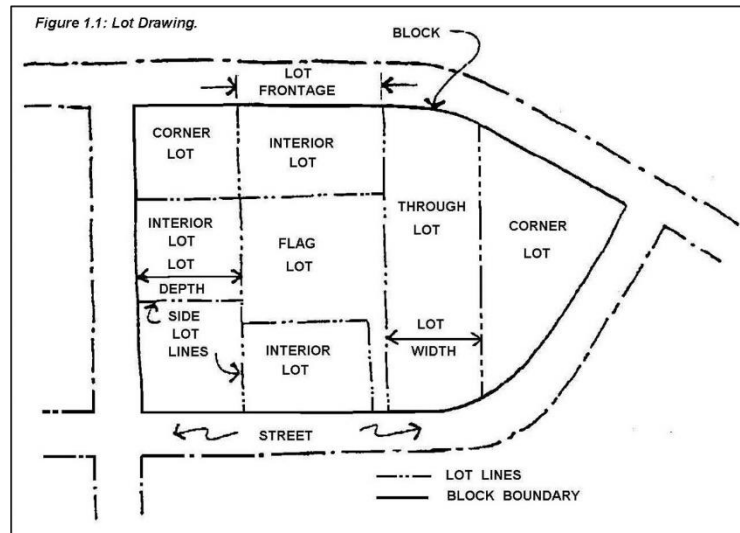 Figure 1.1: Lot Drawing.
BLOCK
LOT
FRONTAGE
CORNER
LOT
INTERIOR
LOT
THROUGH
LOT
CORNER
LOT
INTERIOR
LOT
FLAG
LOT
LOT
DEPTH
SIDE
LOT
LINES
INTERIOR
LOT
LOT
WIDTH
STREET
LOT LINES
BLOCK BOUNDARY